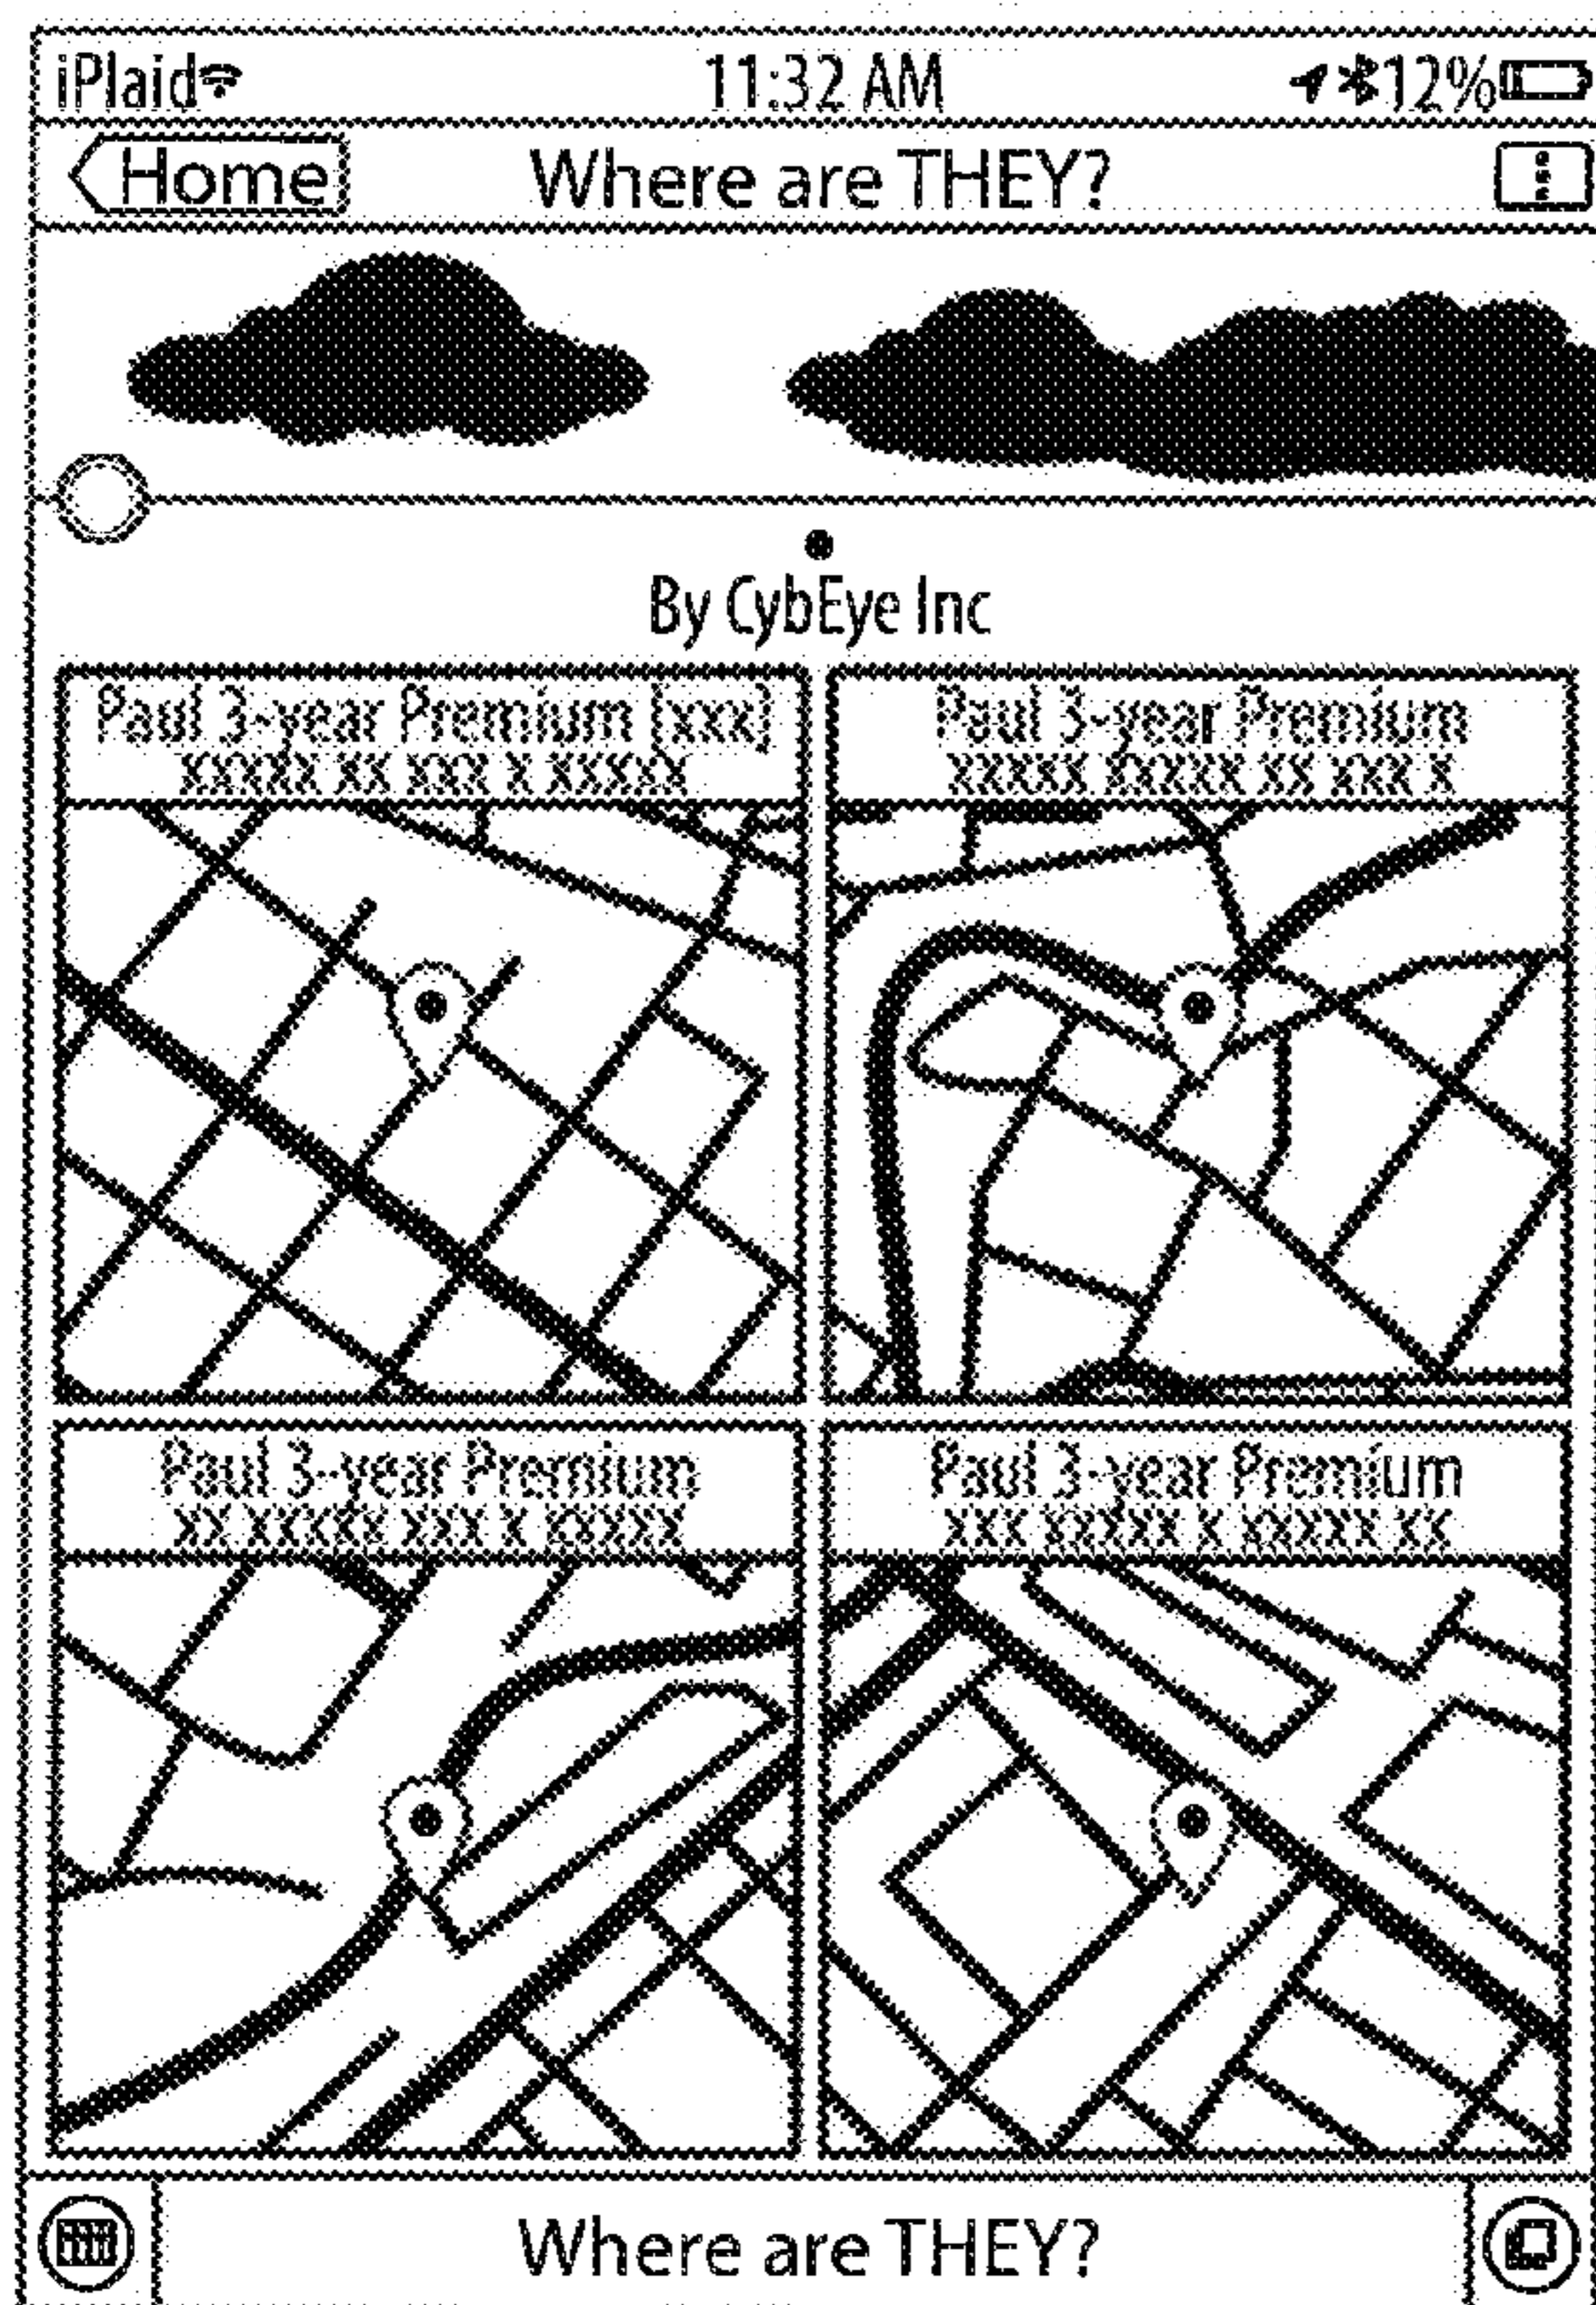 iPlaid 11:32 AM 12%
Home Where are THEY?
By CybEye Inc
Paul 3-year Premium [xxx]
xxxxx xx xxx x xxxxx
Paul 3-year Premium
xxxxx xxxxx xx xxx x
Paul 3-year Premium
xx xxxxx xxx x xxxxx
Paul 3-year Premium
xxx xxxxx x xxxxx xx
Where are THEY?